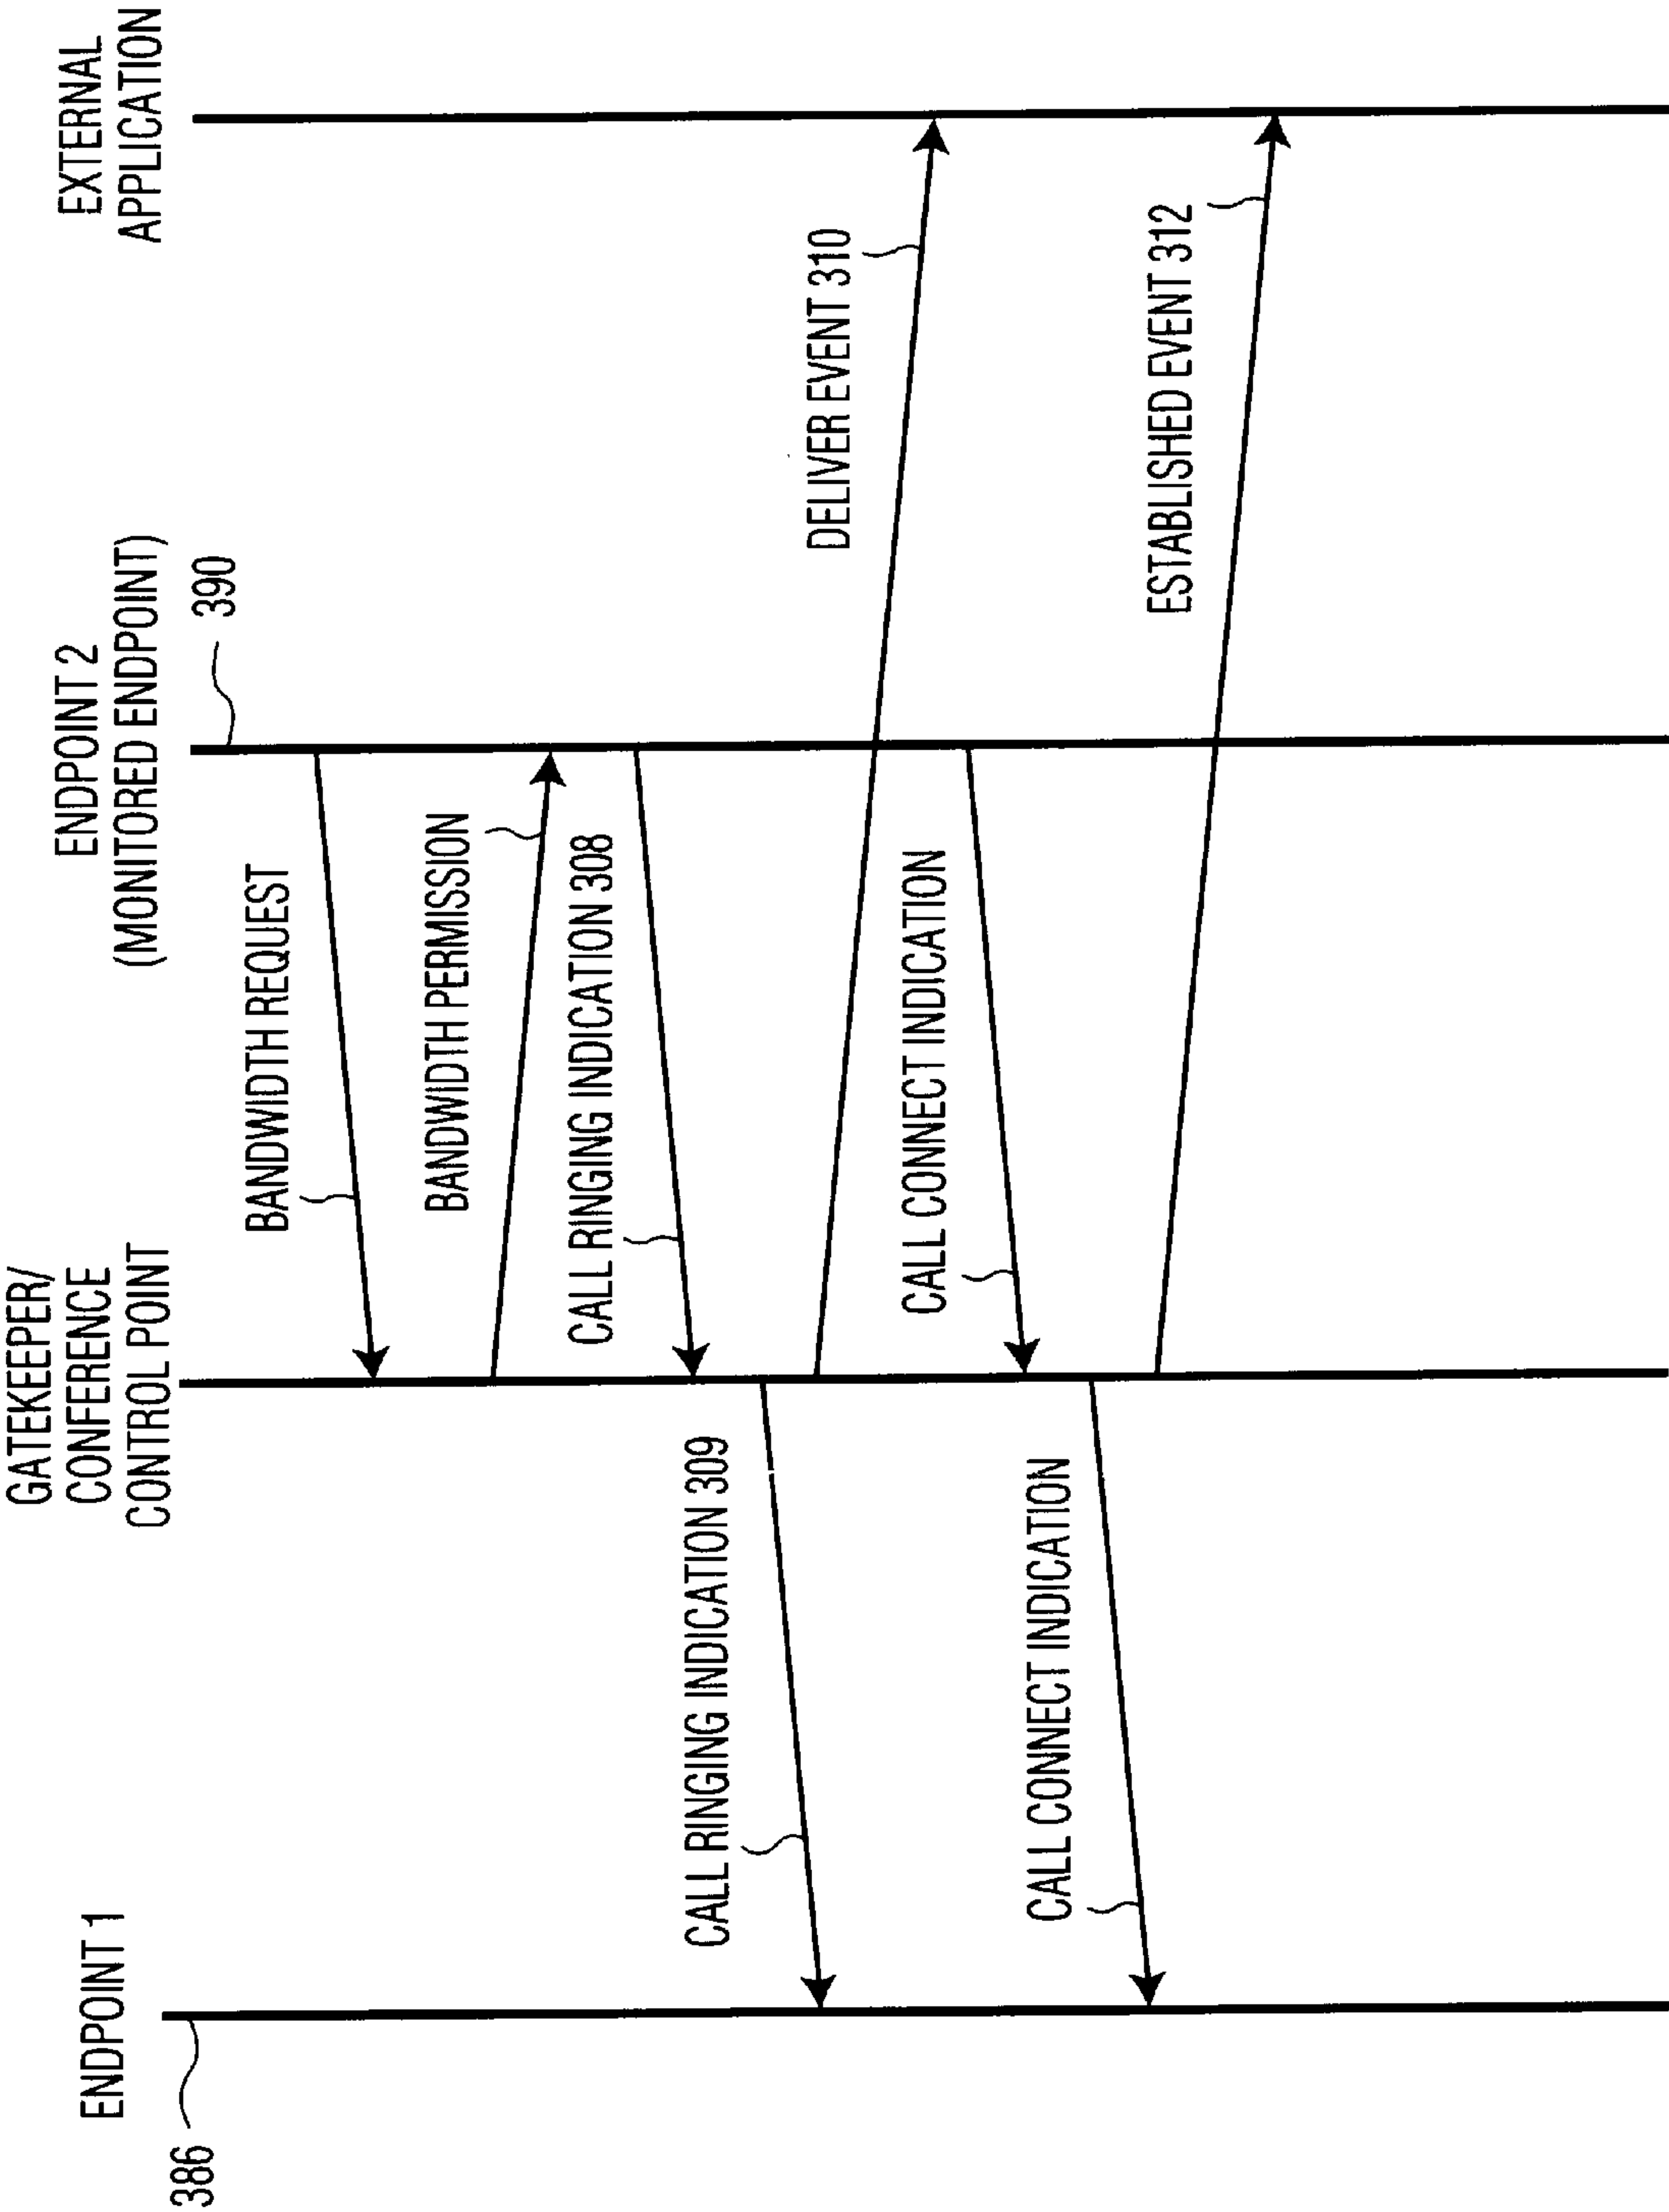 ENDPOINT 1
386
GATEKEEPER/
CONFERENCE
CONTROL POINT
ENDPOINT 2
(MONITORED ENDPOINT)
390
EXTERNAL
APPLICATION
BANDWIDTH REQUEST
BANDWIDTH PERMISSION
CALL RINGING INDICATION 308
CALL RINGING INDICATION 309
DELIVER EVENT 310
CALL CONNECT INDICATION
CALL CONNECT INDICATION
ESTABLISHED EVENT 312